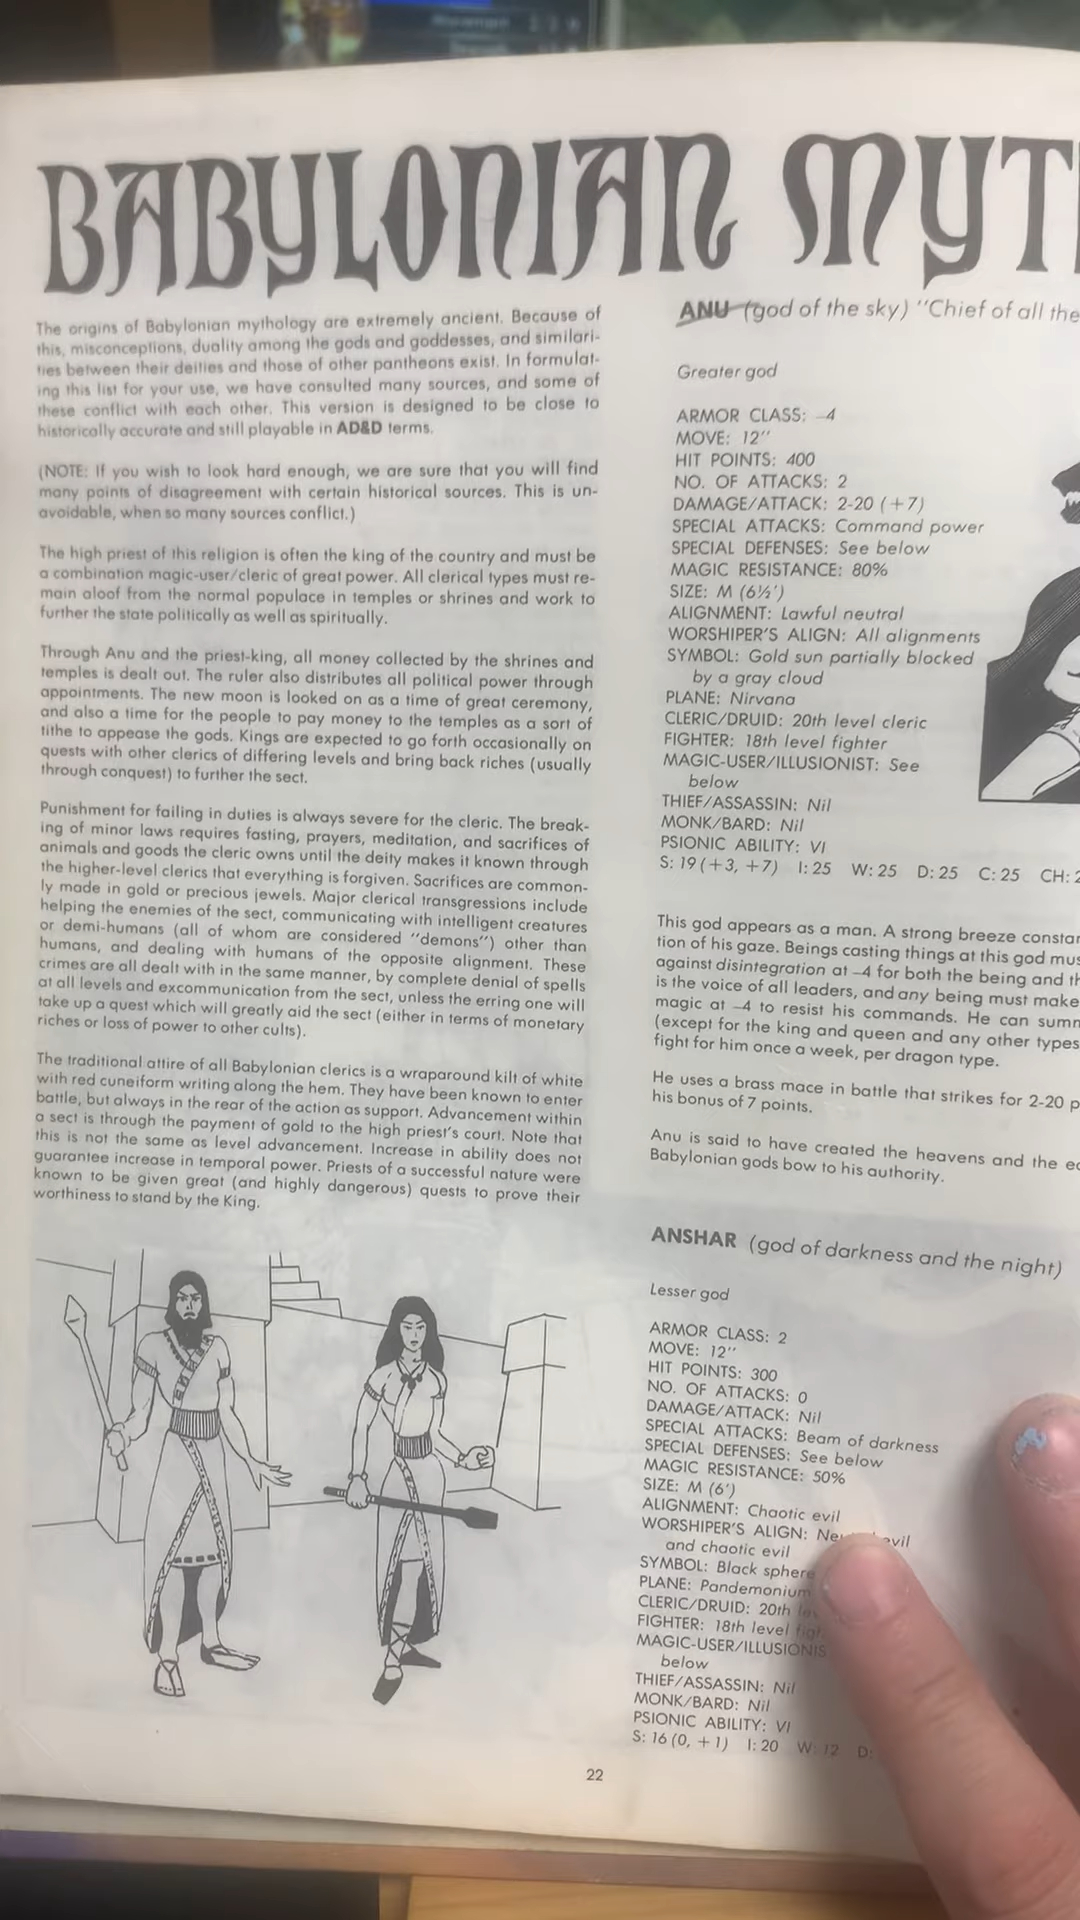 BABYLONIAN MYT
The origins of Babylonian mythology are extremely ancient. Because of
this, misconceptions, duality among the gods and goddesses, and similari-
ties between their deities and those of other pantheons exist. In formulat-
ing this list for your use, we have consulted many sources, and some of
these conflict with each other. This version is designed to be close to
historically accurate and still playable in AD&D terms.
(NOTE: If you wish to look hard enough, we are sure that you will find
many points of disagreement with certain historical sources. This is un-
avoidable, when so many sources conflict.)
The high priest of this religion is often the king of the country and must be
a combination magic-user/cleric of great power. All clerical types must re-
main aloof from the normal populace in temples or shrines and work to
further the state politically as well as spiritually.
Through Anu and the priest-king, all money collected by the shrines and
temples is dealt out. The ruler also distributes all political power through
appointments. The new moon is looked on as a time of great ceremony,
and also a time for the people to pay money to the temples as a sort of
tithe to appease the gods. Kings are expected to go forth occasionally on
quests with other clerics of differing levels and bring back riches (usually
through conquest) to further the sect.
Punishment for failing in duties is always severe for the cleric. The break-
ing of minor laws requires fasting, prayers, meditation, and sacrifices of
animals and goods the cleric owns until the deity makes it known through
the higher-level clerics that everything is forgiven. Sacrifices are common-
ly made in gold or precious jewels. Major clerical transgressions include
helping the enemies of the sect, communicating with intelligent creatures
or demi-humans (all of whom are considered "demons") other than
humans, and dealing with humans of the opposite alignment. These
crimes are all dealt with in the same manner, by complete denial of spells
at all levels and excommunication from the sect, unless the erring one will
take up a quest which will greatly aid the sect (either in terms of monetary
riches or loss of power to other cults).
The traditional attire of all Babylonian clerics is a wraparound kilt of white
with red cuneiform writing along the hem. They have been known to enter
battle, but always in the rear of the action as support. Advancement within
a sect is through the payment of gold to the high priest's court. Note that
this is not the same as level advancement. Increase in ability does not
guarantee increase in temporal power. Priests of a successful nature were
known to be given great (and highly dangerous) quests to prove their
worthiness to stand by the King.
ANU (god of the sky) "Chief of all the
Greater god
ARMOR CLASS: –4
MOVE: 12"
HIT POINTS: 400
NO. OF ATTACKS: 2
DAMAGE/ATTACK: 2-20 (+7)
SPECIAL ATTACKS: Command power
SPECIAL DEFENSES: See below
MAGIC RESISTANCE: 80%
SIZE: M (6½')
ALIGNMENT: Lawful neutral
WORSHIPER'S ALIGN: All alignments
SYMBOL: Gold sun partially blocked
by a gray cloud
PLANE: Nirvana
CLERIC/DRUID: 20th level cleric
FIGHTER: 18th level fighter
MAGIC-USER/ILLUSIONIST: See
below
THIEF/ASSASSIN: Nil
MONK/BARD: Nil
PSIONIC ABILITY: VI
S: 19 (+3, +7) I: 25 W: 25 D: 25 C: 25 CH: 2
This god appears as a man. A strong breeze constan
tion of his gaze. Beings casting things at this god mus
against disintegration at –4 for both the being and th
is the voice of all leaders, and any being must make
magic at –4 to resist his commands. He can summ
(except for the king and queen and any other types
fight for him once a week, per dragon type.
He uses a brass mace in battle that strikes for 2-20 p
his bonus of 7 points.
Anu is said to have created the heavens and the ea
Babylonian gods bow to his authority.
ANSHAR (god of darkness and the night)
Lesser god
ARMOR CLASS: 2
MOVE: 12"
HIT POINTS: 300
NO. OF ATTACKS: 0
DAMAGE/ATTACK: Nil
SPECIAL ATTACKS: Beam of darkness
SPECIAL DEFENSES: See below
MAGIC RESISTANCE: 50%
SIZE: M (6')
ALIGNMENT: Chaotic evil
WORSHIPER'S ALIGN: evil
and chaotic evil
SYMBOL: Black sphere
PLANE: Pandemonium
CLERIC/DRUID: 20th
FIGHTER: 18th level
MAGIC-USER/ILLUSIONIS
below
THIEF/ASSASSIN: Nil
MONK/BARD: Nil
PSIONIC ABILITY: VI
S: 16 (0, +1) I: 20 W: 12 D:
22